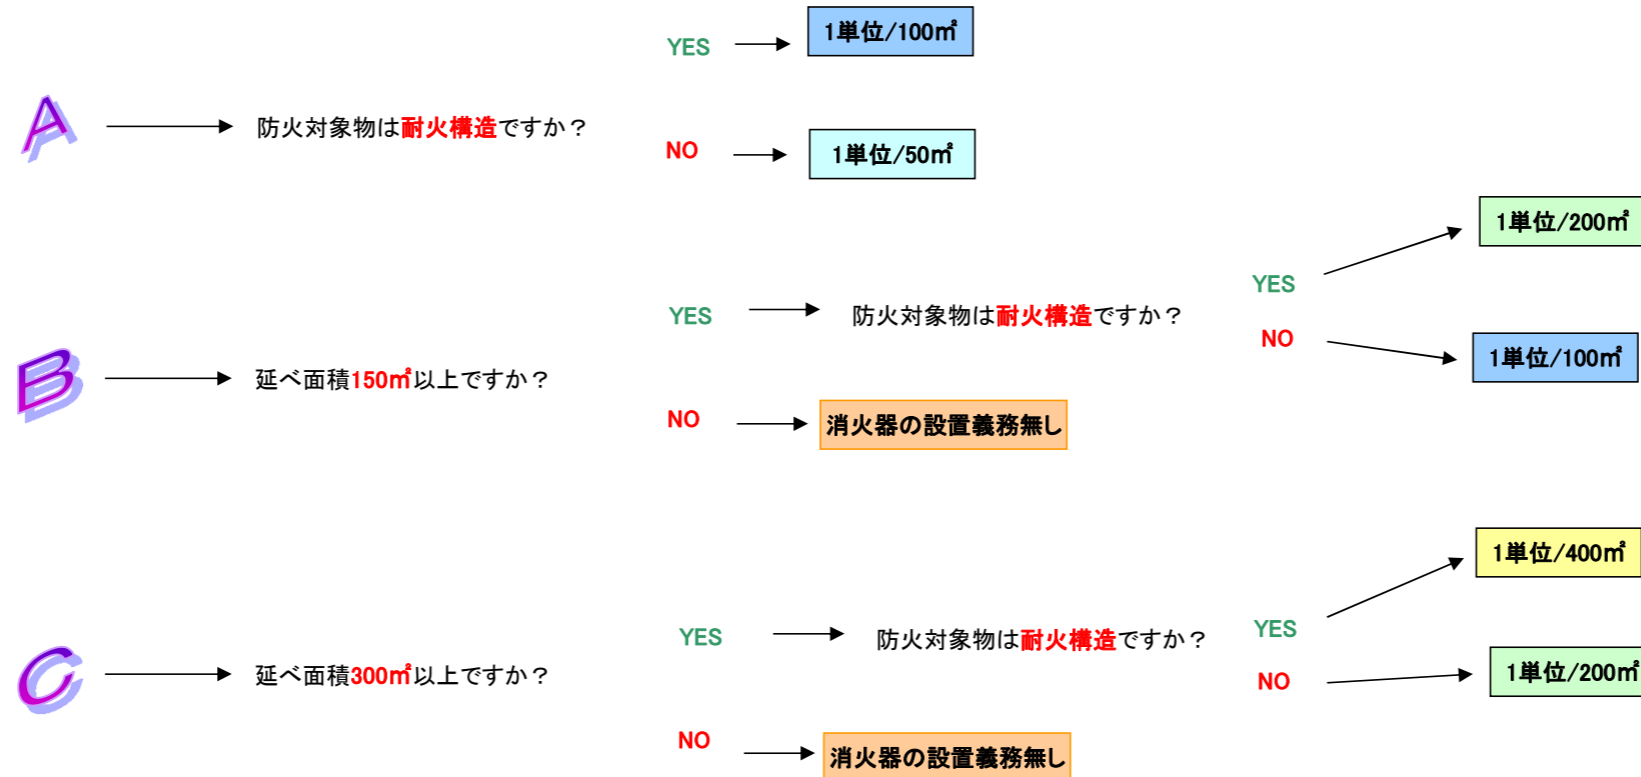 A
防火対象物は耐火構造ですか？
YES
1単位/100㎡
NO
1単位/50㎡
B
延べ面積150㎡以上ですか？
YES
防火対象物は耐火構造ですか？
YES
1単位/200㎡
NO
1単位/100㎡
NO
消火器の設置義務無し
C
延べ面積300㎡以上ですか？
YES
防火対象物は耐火構造ですか？
YES
1単位/400㎡
NO
1単位/200㎡
NO
消火器の設置義務無し